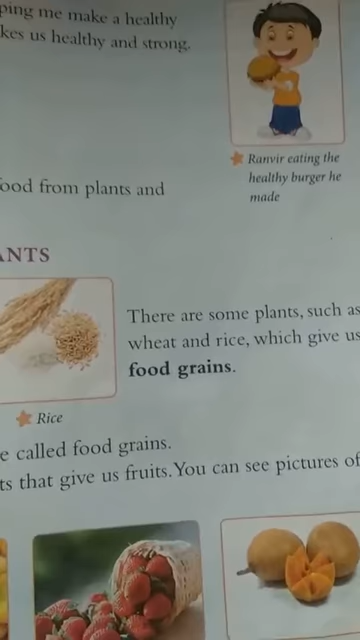 ping me make a healthy
kes us healthy and strong.
Ranvir eating the
healthy burger he
made
ood from plants and
ANTS
There are some plants, such as
wheat and rice, which give us
food grains.
Rice
e called food grains.
ts that give us fruits. You can see pictures of